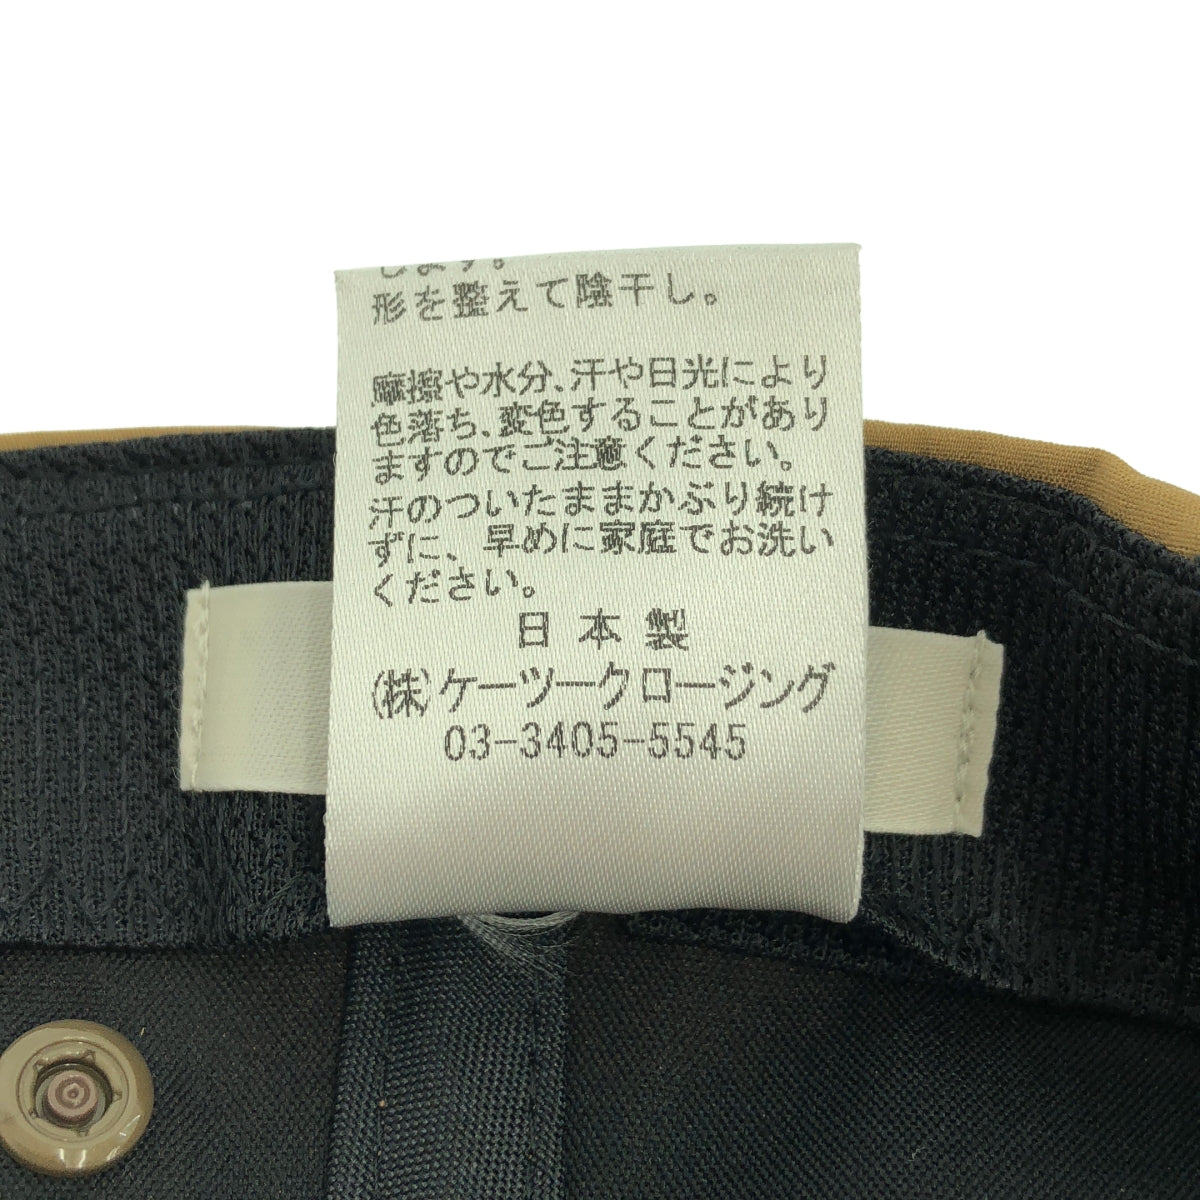 します。
形を整えて陰干し。
摩擦や水分、汗や日光により
色落ち、変色することがあり
ますのでご注意ください。
汗のついたままかぶり続け
ずに、早めに家庭でお洗い
ください。
日本製
(株)ケーツークロージング
03-3405-5545